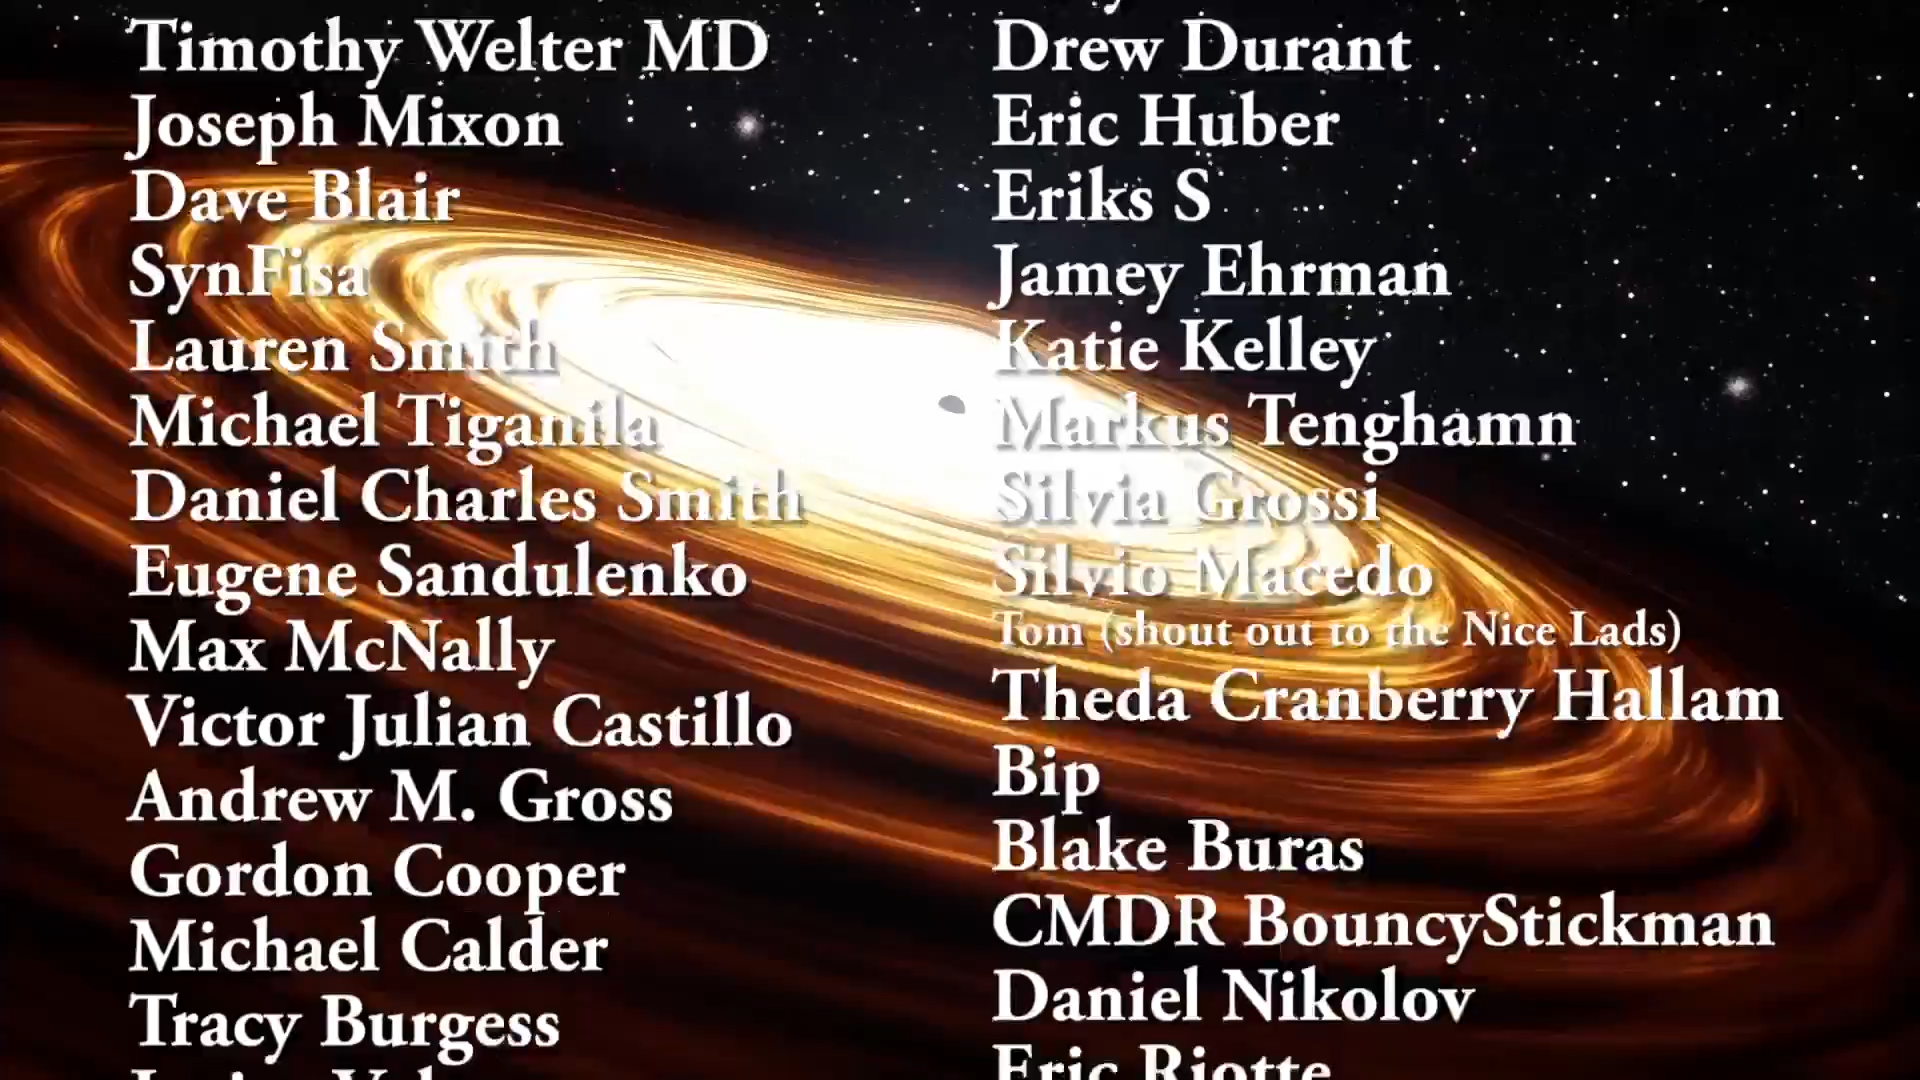 Timothy Welter MD
Joseph Mixon
Dave Blair
SynFisa
Lauren Smith
Michael Tiganila
Daniel Charles Smith
Eugene Sandulenko
Max McNally
Victor Julian Castillo
Andrew M. Gross
Gordon Cooper
Michael Calder
Tracy Burgess
Drew Durant
Eric Huber
Eriks S
Jamey Ehrman
Katie Kelley
Markus Tenghamn
Silvia Grossi
Silvio Macedo
Tom (shout out to the Nice Lads)
Theda Cranberry Hallam
Bip
Blake Buras
CMDR BouncyStickman
Daniel Nikolov
Eric Riotte